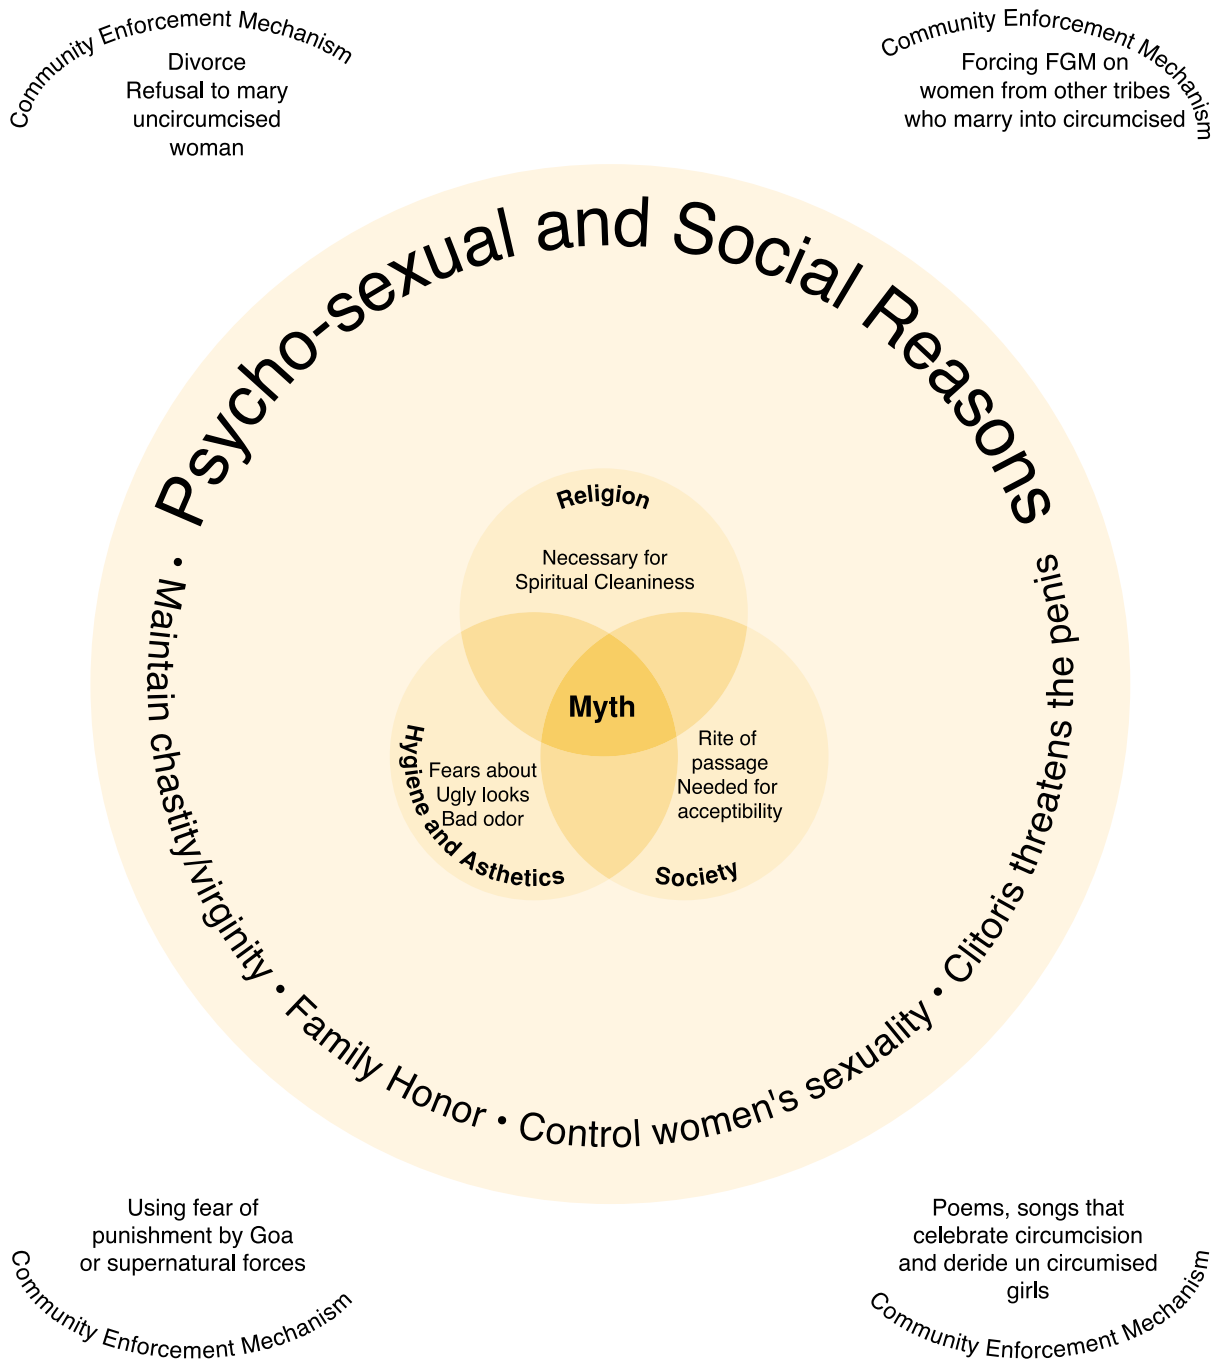 Community Enforcement Mechanism
Divorce
Refusal to mary
uncircumcised
woman
Community Enforcement Mechanism
Forcing FGM on
women from other tribes
who marry into circumcised
Psycho-sexual and Social Reasons
• Maintain chastity/virginity • Family Honor • Control women's sexuality • Clitoris threatens the penis
Religion
Necessary for
Spiritual Cleaniness
Myth
Hygiene and Asthetics
Fears about
Ugly looks
Bad odor
Rite of
passage
Needed for
acceptibility
Society
Using fear of
punishment by Goa
or supernatural forces
Community Enforcement Mechanism
Poems, songs that
celebrate circumcision
and deride un circumised
girls
Community Enforcement Mechanism